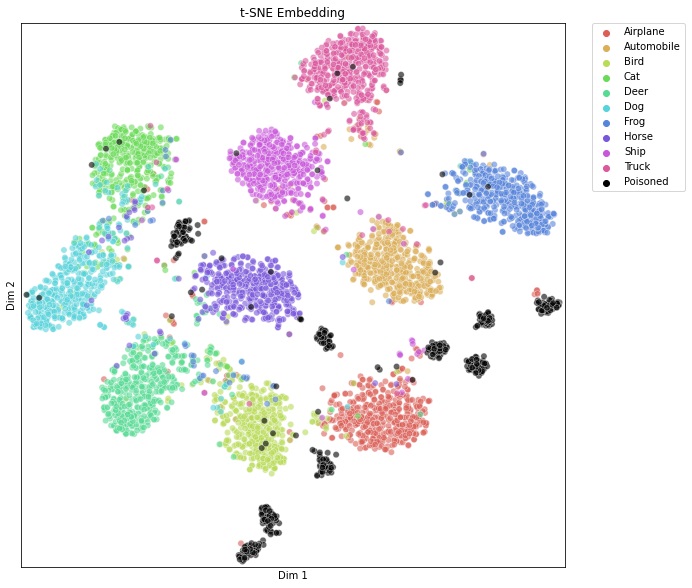 t-SNE Embedding
Airplane
Automobile
Bird
Cat
Deer
Dog
Frog
Horse
Ship
Truck
Poisoned
Dim 2
Dim 1